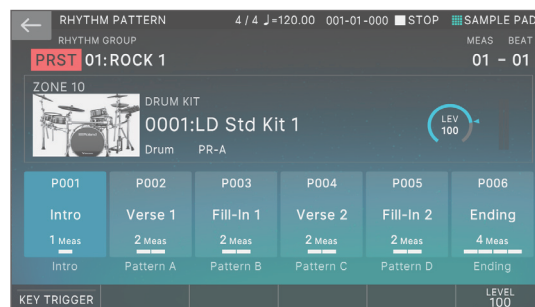 RHYTHM PATTERN 4 / 4 ♩=120.00 001-01-000 STOP SAMPLE PAD
RHYTHM GROUP MEAS BEAT
PRST 01:ROCK 1 01 - 01
ZONE 10
DRUM KIT
0001:LD Std Kit 1
LEV
100
Drum PR-A
P001 P002 P003 P004 P005 P006
Intro Verse 1 Fill-In 1 Verse 2 Fill-In 2 Ending
1 Meas 2 Meas 2 Meas 2 Meas 2 Meas 4 Meas
Intro Pattern A Pattern B Pattern C Pattern D Ending
KEY TRIGGER LEVEL
100